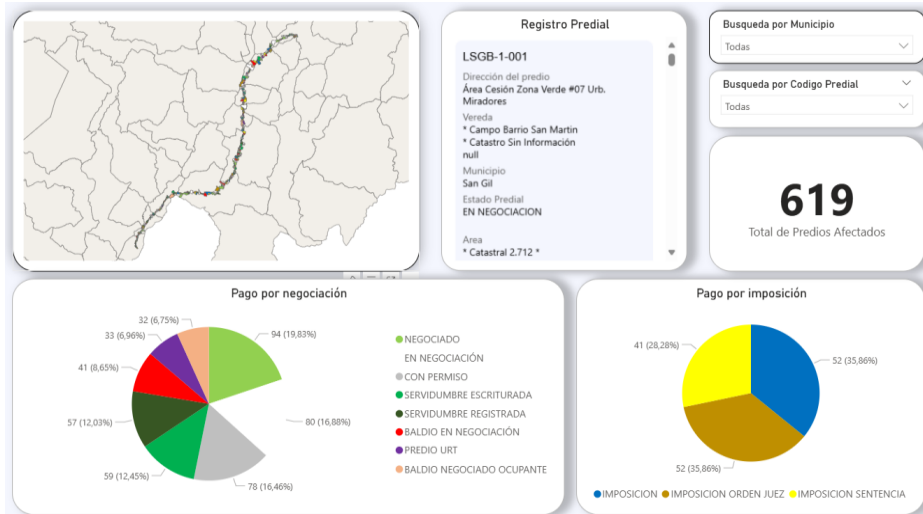 Registro Predial
LSGB-1-001
Dirección del predio
Área Cesión Zona Verde #07 Urb.
Miradores
Vereda
* Campo Barrio San Martin
* Catastro Sin Información
null
Municipio
San Gil
Estado Predial
EN NEGOCIACION
Area
* Catastral 2.712 *
Busqueda por Municipio
Todas
Busqueda por Codigo Predial
Todas
619
Total de Predios Afectados
Pago por negociación
32 (6,75%)
33 (6,96%)
41 (8,65%)
57 (12,03%)
59 (12,45%)
94 (19,83%)
80 (16,88%)
78 (16,46%)
NEGOCIADO
EN NEGOCIACIÓN
CON PERMISO
SERVIDUMBRE ESCRITURADA
SERVIDUMBRE REGISTRADA
BALDIO EN NEGOCIACIÓN
PREDIO URT
BALDIO NEGOCIADO OCUPANTE
Pago por imposición
41 (28,28%)
52 (35,86%)
52 (35,86%)
IMPOSICION IMPOSICION ORDEN JUEZ IMPOSICION SENTENCIA